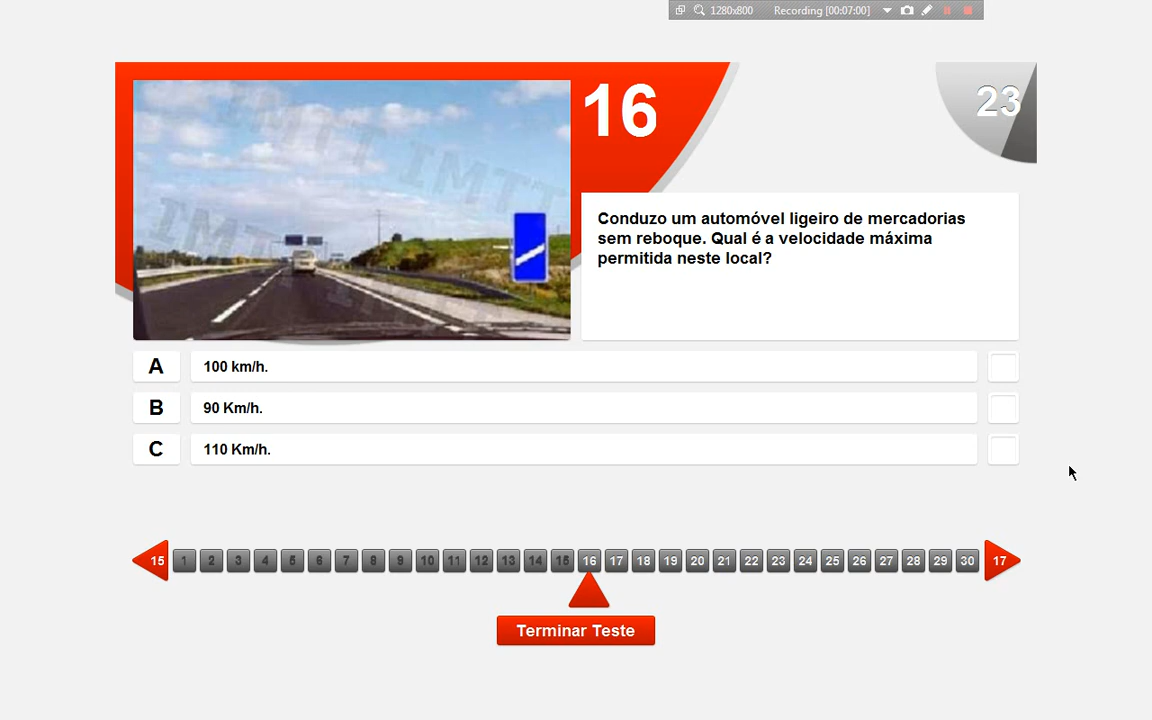 1280x800 Recording [00:07:00]
IMTT IMTT
IMTT
16
23
Conduzo um automóvel ligeiro de mercadorias
sem reboque. Qual é a velocidade máxima
permitida neste local?
A 100 km/h.
B 90 Km/h.
C 110 Km/h.
15 1 2 3 4 5 6 7 8 9 10 11 12 13 14 15 16 17 18 19 20 21 22 23 24 25 26 27 28 29 30 17
Terminar Teste